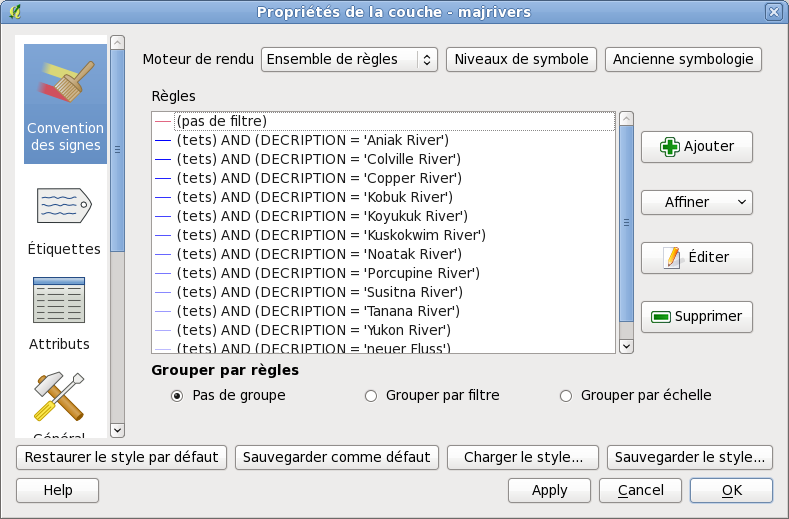 Propriétés de la couche - majrivers
Convention des signes
Étiquettes
Attributs
Général
Moteur de rendu Ensemble de règles Niveaux de symbole Ancienne symbologie
Règles
(pas de filtre)
(tets) AND (DECRIPTION = 'Aniak River')
(tets) AND (DECRIPTION = 'Colville River')
(tets) AND (DECRIPTION = 'Copper River')
(tets) AND (DECRIPTION = 'Kobuk River')
(tets) AND (DECRIPTION = 'Koyukuk River')
(tets) AND (DECRIPTION = 'Kuskokwim River')
(tets) AND (DECRIPTION = 'Noatak River')
(tets) AND (DECRIPTION = 'Porcupine River')
(tets) AND (DECRIPTION = 'Susitna River')
(tets) AND (DECRIPTION = 'Tanana River')
(tets) AND (DECRIPTION = 'Yukon River')
(tets) AND (DECRIPTION = 'neuer Fluss')
Ajouter
Affiner
Éditer
Supprimer
Grouper par règles
Pas de groupe Grouper par filtre Grouper par échelle
Restaurer le style par défaut Sauvegarder comme défaut Charger le style... Sauvegarder le style...
Help Apply Cancel OK